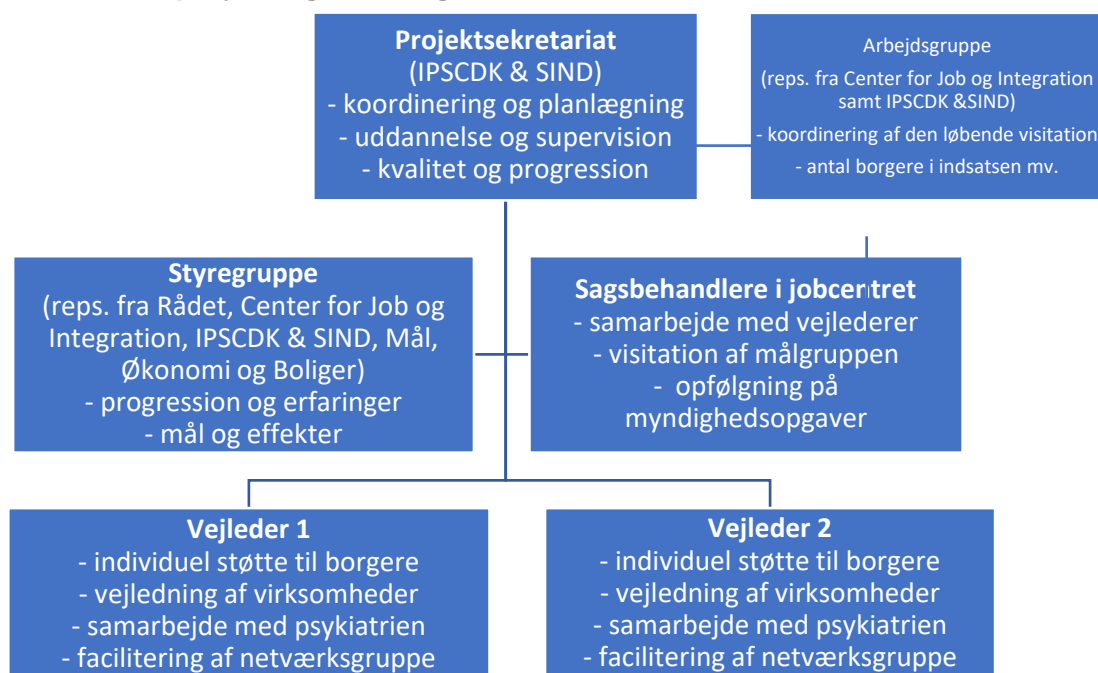 Projektsekretariat
(IPSCDK & SIND)
- koordinering og planlægning
- uddannelse og supervision
- kvalitet og progression
Arbejdsgruppe
(reps. fra Center for Job og Integration
samt IPSCDK &SIND)
- koordinering af den løbende visitation
- antal borgere i indsatsen mv.
Styregruppe
(reps. fra Rådet, Center for Job og
Integration, IPSCDK & SIND, Mål,
Økonomi og Boliger)
- progression og erfaringer
- mål og effekter
Sagsbehandlere i jobcentret
- samarbejde med vejlederer
- visitation af målgruppen
- opfølgning på
myndighedsopgaver
Vejleder 1
- individuel støtte til borgere
- vejledning af virksomheder
- samarbejde med psykiatrien
- facilitering af netværksgruppe
Vejleder 2
- individuel støtte til borgere
- vejledning af virksomheder
- samarbejde med psykiatrien
- facilitering af netværksgruppe